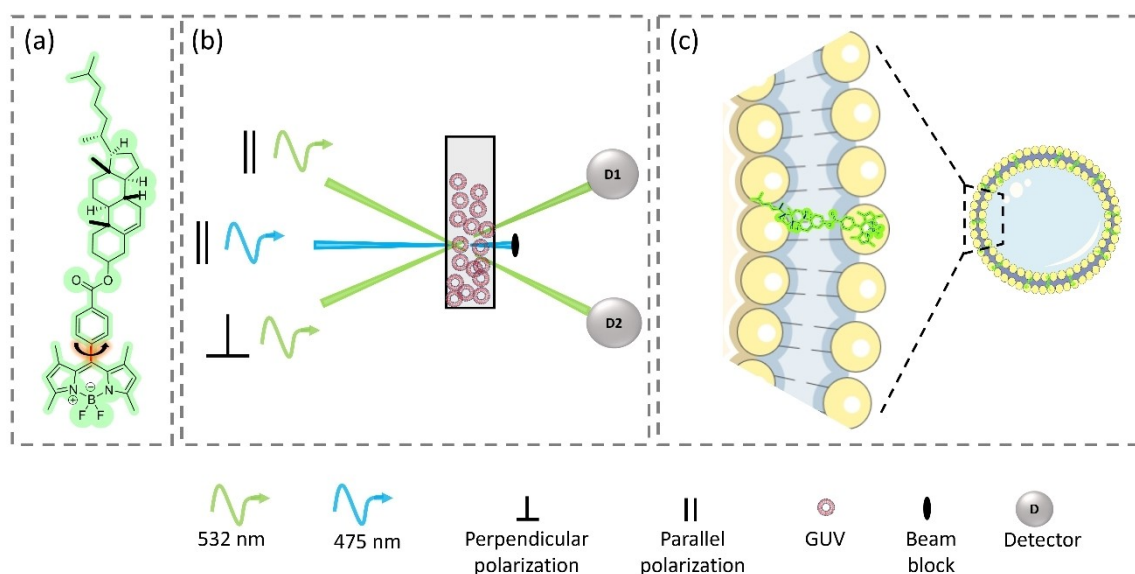 (a)
(b)
(c)
H
H
H
H
O
O
N
N
⊕
⊖
B
F
F
D1
D2
D
532 nm
475 nm
Perpendicular
polarization
Parallel
polarization
GUV
Beam
block
Detector